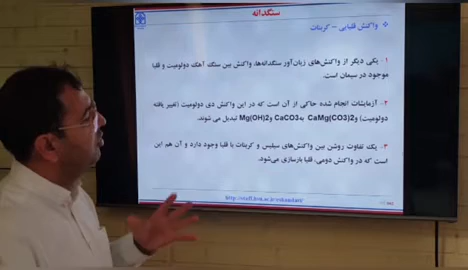 سنگدانه
❖ واکنش قلیایی – کربنات
۱- یکی دیگر از واکنش‌های زیان‌آور سنگدانه‌ها، واکنش بین سنگ آهک دولومیت و قلیا
موجود در سیمان است.
۲- آزمایشات انجام شده حاکی از آن است که در این واکنش دی دولومیت (تغییر یافته
دولومیت) CaMg(CO3)2 به CaCO3 و Mg(OH)2 تبدیل می شوند.
۳- یک تفاوت روشن بین واکنش‌های سیلیس و کربنات با قلیا وجود دارد و آن هم این
است که در واکنش دومی، قلیا بازسازی می‌شود.